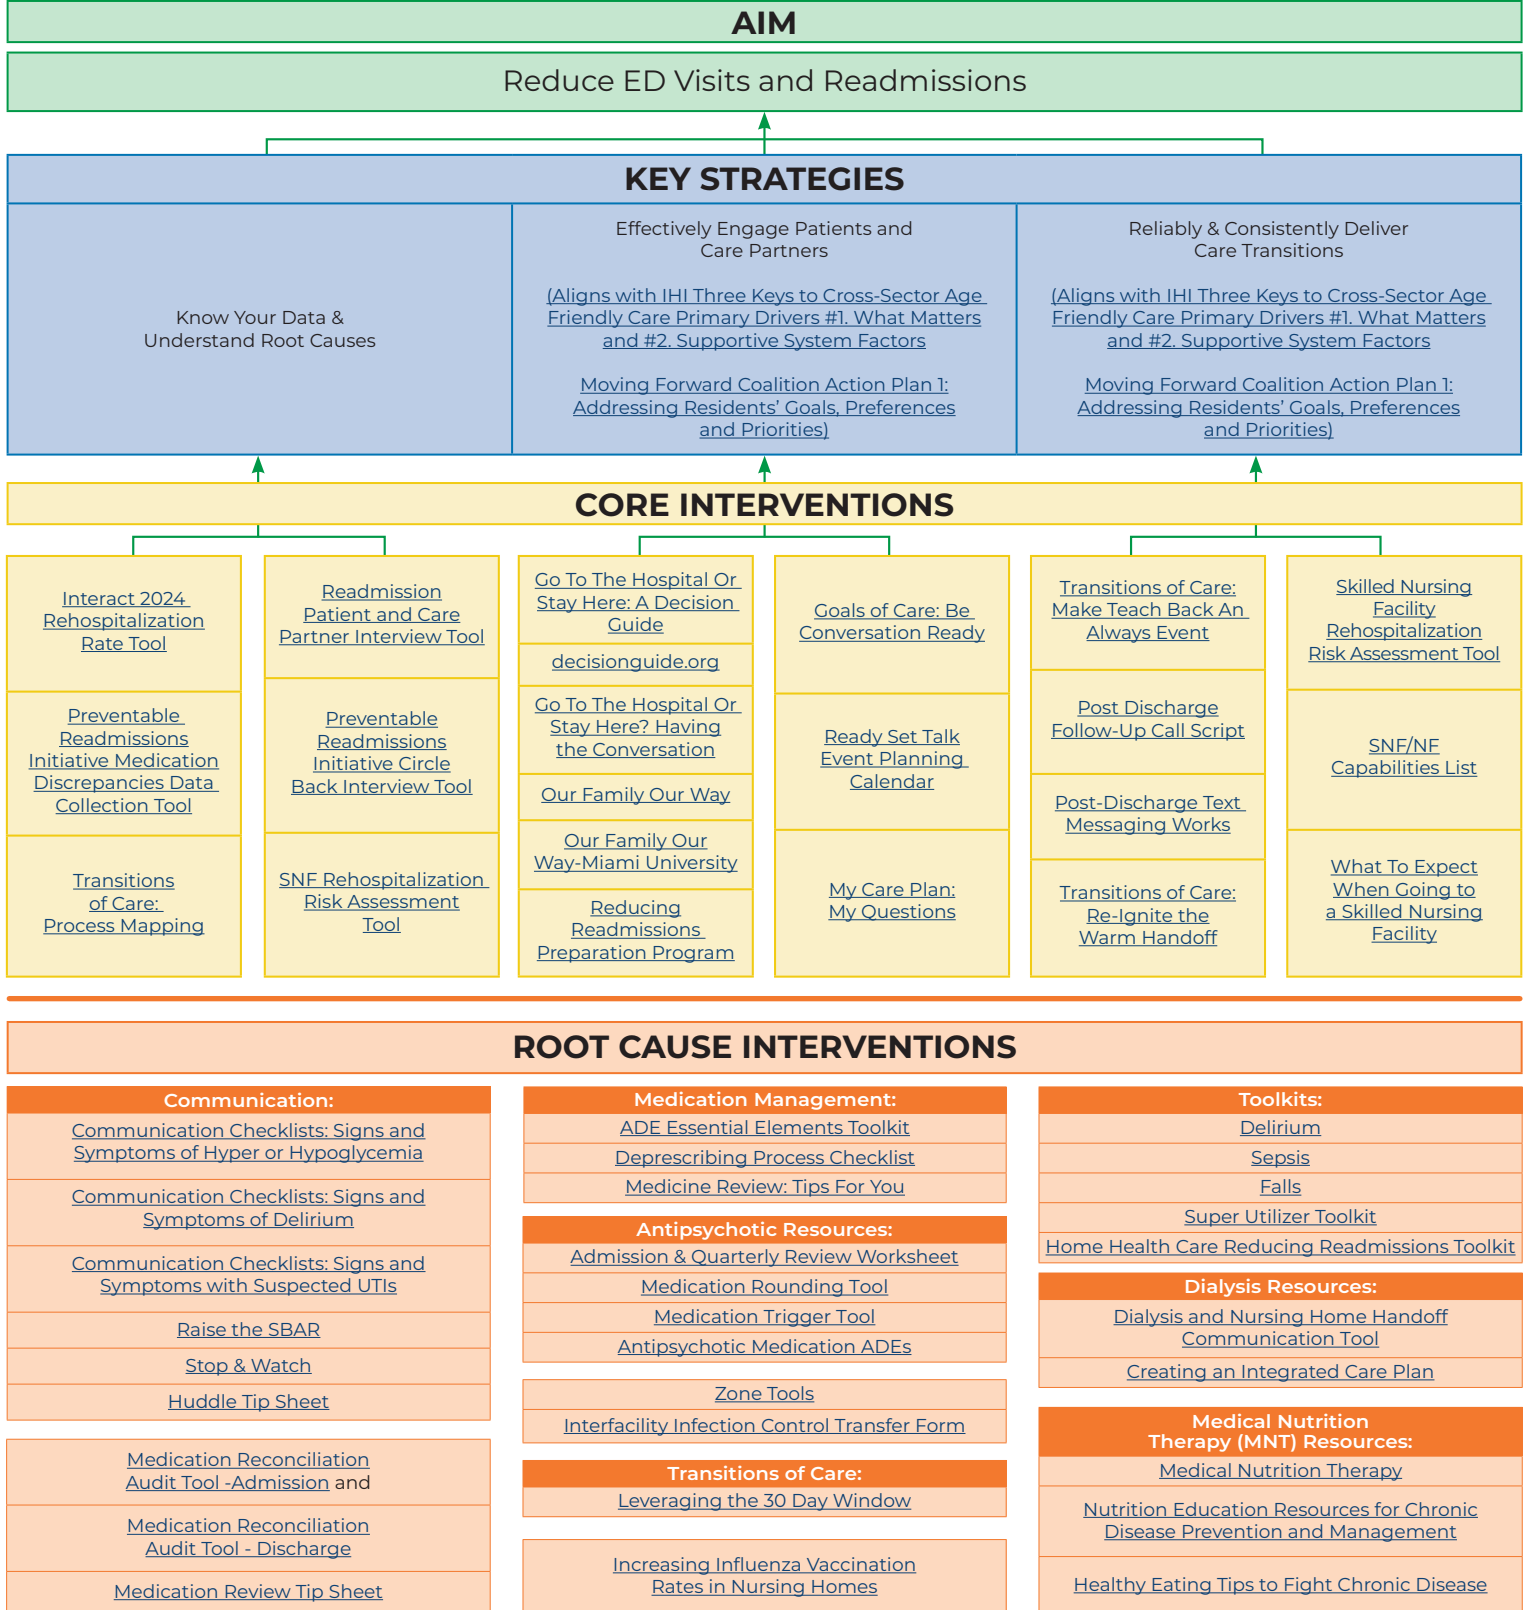 AIM
Reduce ED Visits and Readmissions
KEY STRATEGIES
Know Your Data &
Understand Root Causes
Effectively Engage Patients and
Care Partners
(Aligns with IHI Three Keys to Cross-Sector Age
Friendly Care Primary Drivers #1. What Matters
and #2. Supportive System Factors
Moving Forward Coalition Action Plan 1:
Addressing Residents’ Goals, Preferences
and Priorities)
Reliably & Consistently Deliver
Care Transitions
(Aligns with IHI Three Keys to Cross-Sector Age
Friendly Care Primary Drivers #1. What Matters
and #2. Supportive System Factors
Moving Forward Coalition Action Plan 1:
Addressing Residents’ Goals, Preferences
and Priorities)
CORE INTERVENTIONS
Interact 2024
Rehospitalization
Rate Tool
Preventable
Readmissions
Initiative Medication
Discrepancies Data
Collection Tool
Transitions
of Care:
Process Mapping
Readmission
Patient and Care
Partner Interview Tool
Preventable
Readmissions
Initiative Circle
Back Interview Tool
SNF Rehospitalization
Risk Assessment
Tool
Go To The Hospital Or
Stay Here: A Decision
Guide
decisionguide.org
Go To The Hospital Or
Stay Here? Having
the Conversation
Our Family Our Way
Our Family Our
Way-Miami University
Reducing
Readmissions
Preparation Program
Goals of Care: Be
Conversation Ready
Ready Set Talk
Event Planning
Calendar
My Care Plan:
My Questions
Transitions of Care:
Make Teach Back An
Always Event
Post Discharge
Follow-Up Call Script
Post-Discharge Text
Messaging Works
Transitions of Care:
Re-Ignite the
Warm Handoff
Skilled Nursing
Facility
Rehospitalization
Risk Assessment Tool
SNF/NF
Capabilities List
What To Expect
When Going to
a Skilled Nursing
Facility
ROOT CAUSE INTERVENTIONS
Communication:
Communication Checklists: Signs and
Symptoms of Hyper or Hypoglycemia
Communication Checklists: Signs and
Symptoms of Delirium
Communication Checklists: Signs and
Symptoms with Suspected UTIs
Raise the SBAR
Stop & Watch
Huddle Tip Sheet
Medication Reconciliation
Audit Tool -Admission and
Medication Reconciliation
Audit Tool - Discharge
Medication Review Tip Sheet
Medication Management:
ADE Essential Elements Toolkit
Deprescribing Process Checklist
Medicine Review: Tips For You
Antipsychotic Resources:
Admission & Quarterly Review Worksheet
Medication Rounding Tool
Medication Trigger Tool
Antipsychotic Medication ADEs
Zone Tools
Interfacility Infection Control Transfer Form
Transitions of Care:
Leveraging the 30 Day Window
Increasing Influenza Vaccination
Rates in Nursing Homes
Toolkits:
Delirium
Sepsis
Falls
Super Utilizer Toolkit
Home Health Care Reducing Readmissions Toolkit
Dialysis Resources:
Dialysis and Nursing Home Handoff
Communication Tool
Creating an Integrated Care Plan
Medical Nutrition
Therapy (MNT) Resources:
Medical Nutrition Therapy
Nutrition Education Resources for Chronic
Disease Prevention and Management
Healthy Eating Tips to Fight Chronic Disease